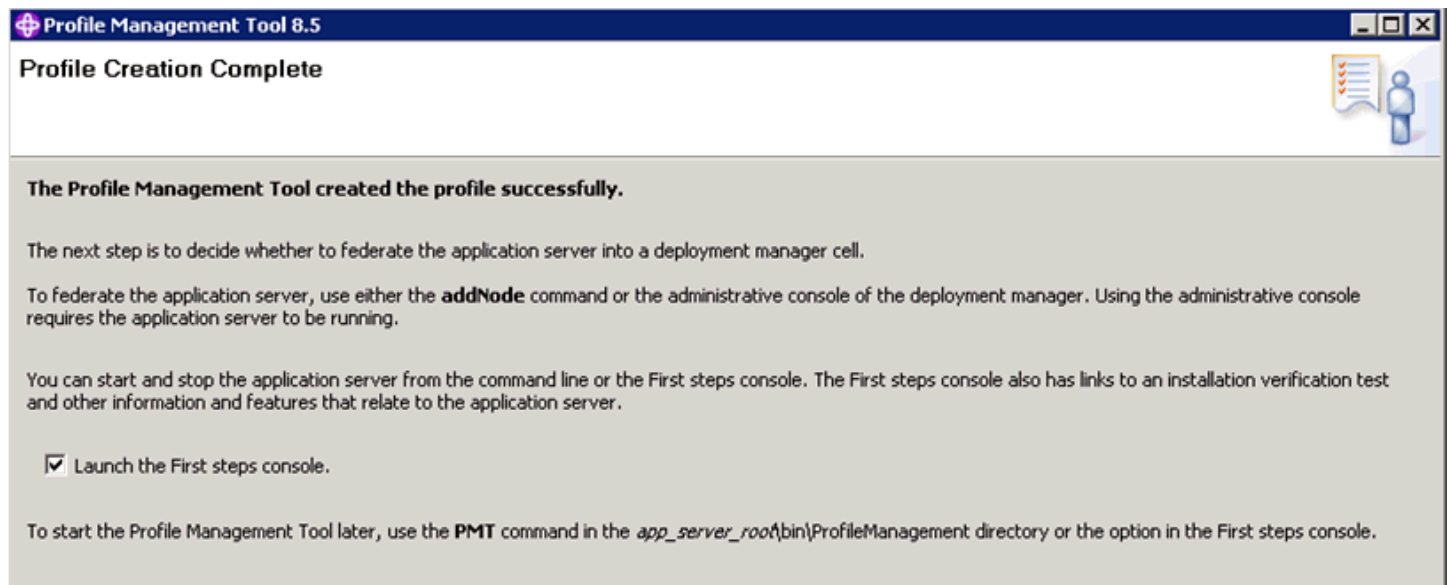 Profile Management Tool 8.5
Profile Creation Complete
The Profile Management Tool created the profile successfully.
The next step is to decide whether to federate the application server into a deployment manager cell.
To federate the application server, use either the addNode command or the administrative console of the deployment manager. Using the administrative console
requires the application server to be running.
You can start and stop the application server from the command line or the First steps console. The First steps console also has links to an installation verification test
and other information and features that relate to the application server.
Launch the First steps console.
To start the Profile Management Tool later, use the PMT command in the app_server_root\bin\ProfileManagement directory or the option in the First steps console.